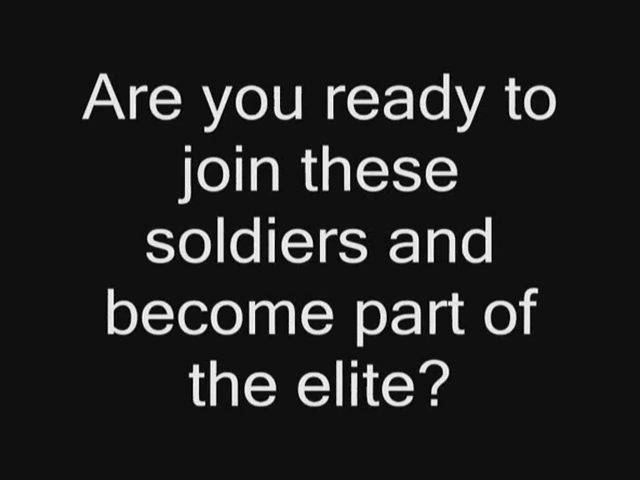 Are you ready to
join these
soldiers and
become part of
the elite?